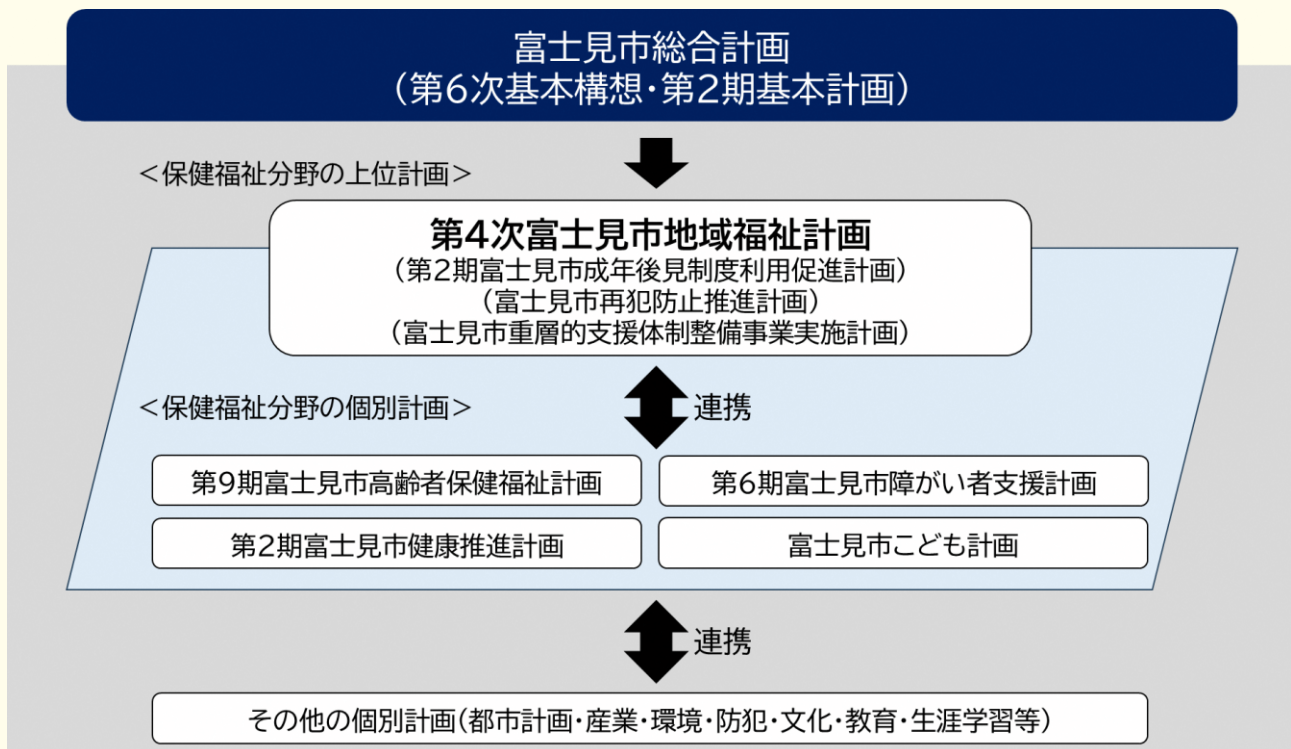 富士見市総合計画
(第6次基本構想・第2期基本計画)
<保健福祉分野の上位計画>
第4次富士見市地域福祉計画
(第2期富士見市成年後見制度利用促進計画)
(富士見市再犯防止推進計画)
(富士見市重層的支援体制整備事業実施計画)
<保健福祉分野の個別計画>
連携
第9期富士見市高齢者保健福祉計画
第6期富士見市障がい者支援計画
第2期富士見市健康推進計画
富士見市こども計画
連携
その他の個別計画(都市計画・産業・環境・防犯・文化・教育・生涯学習等)